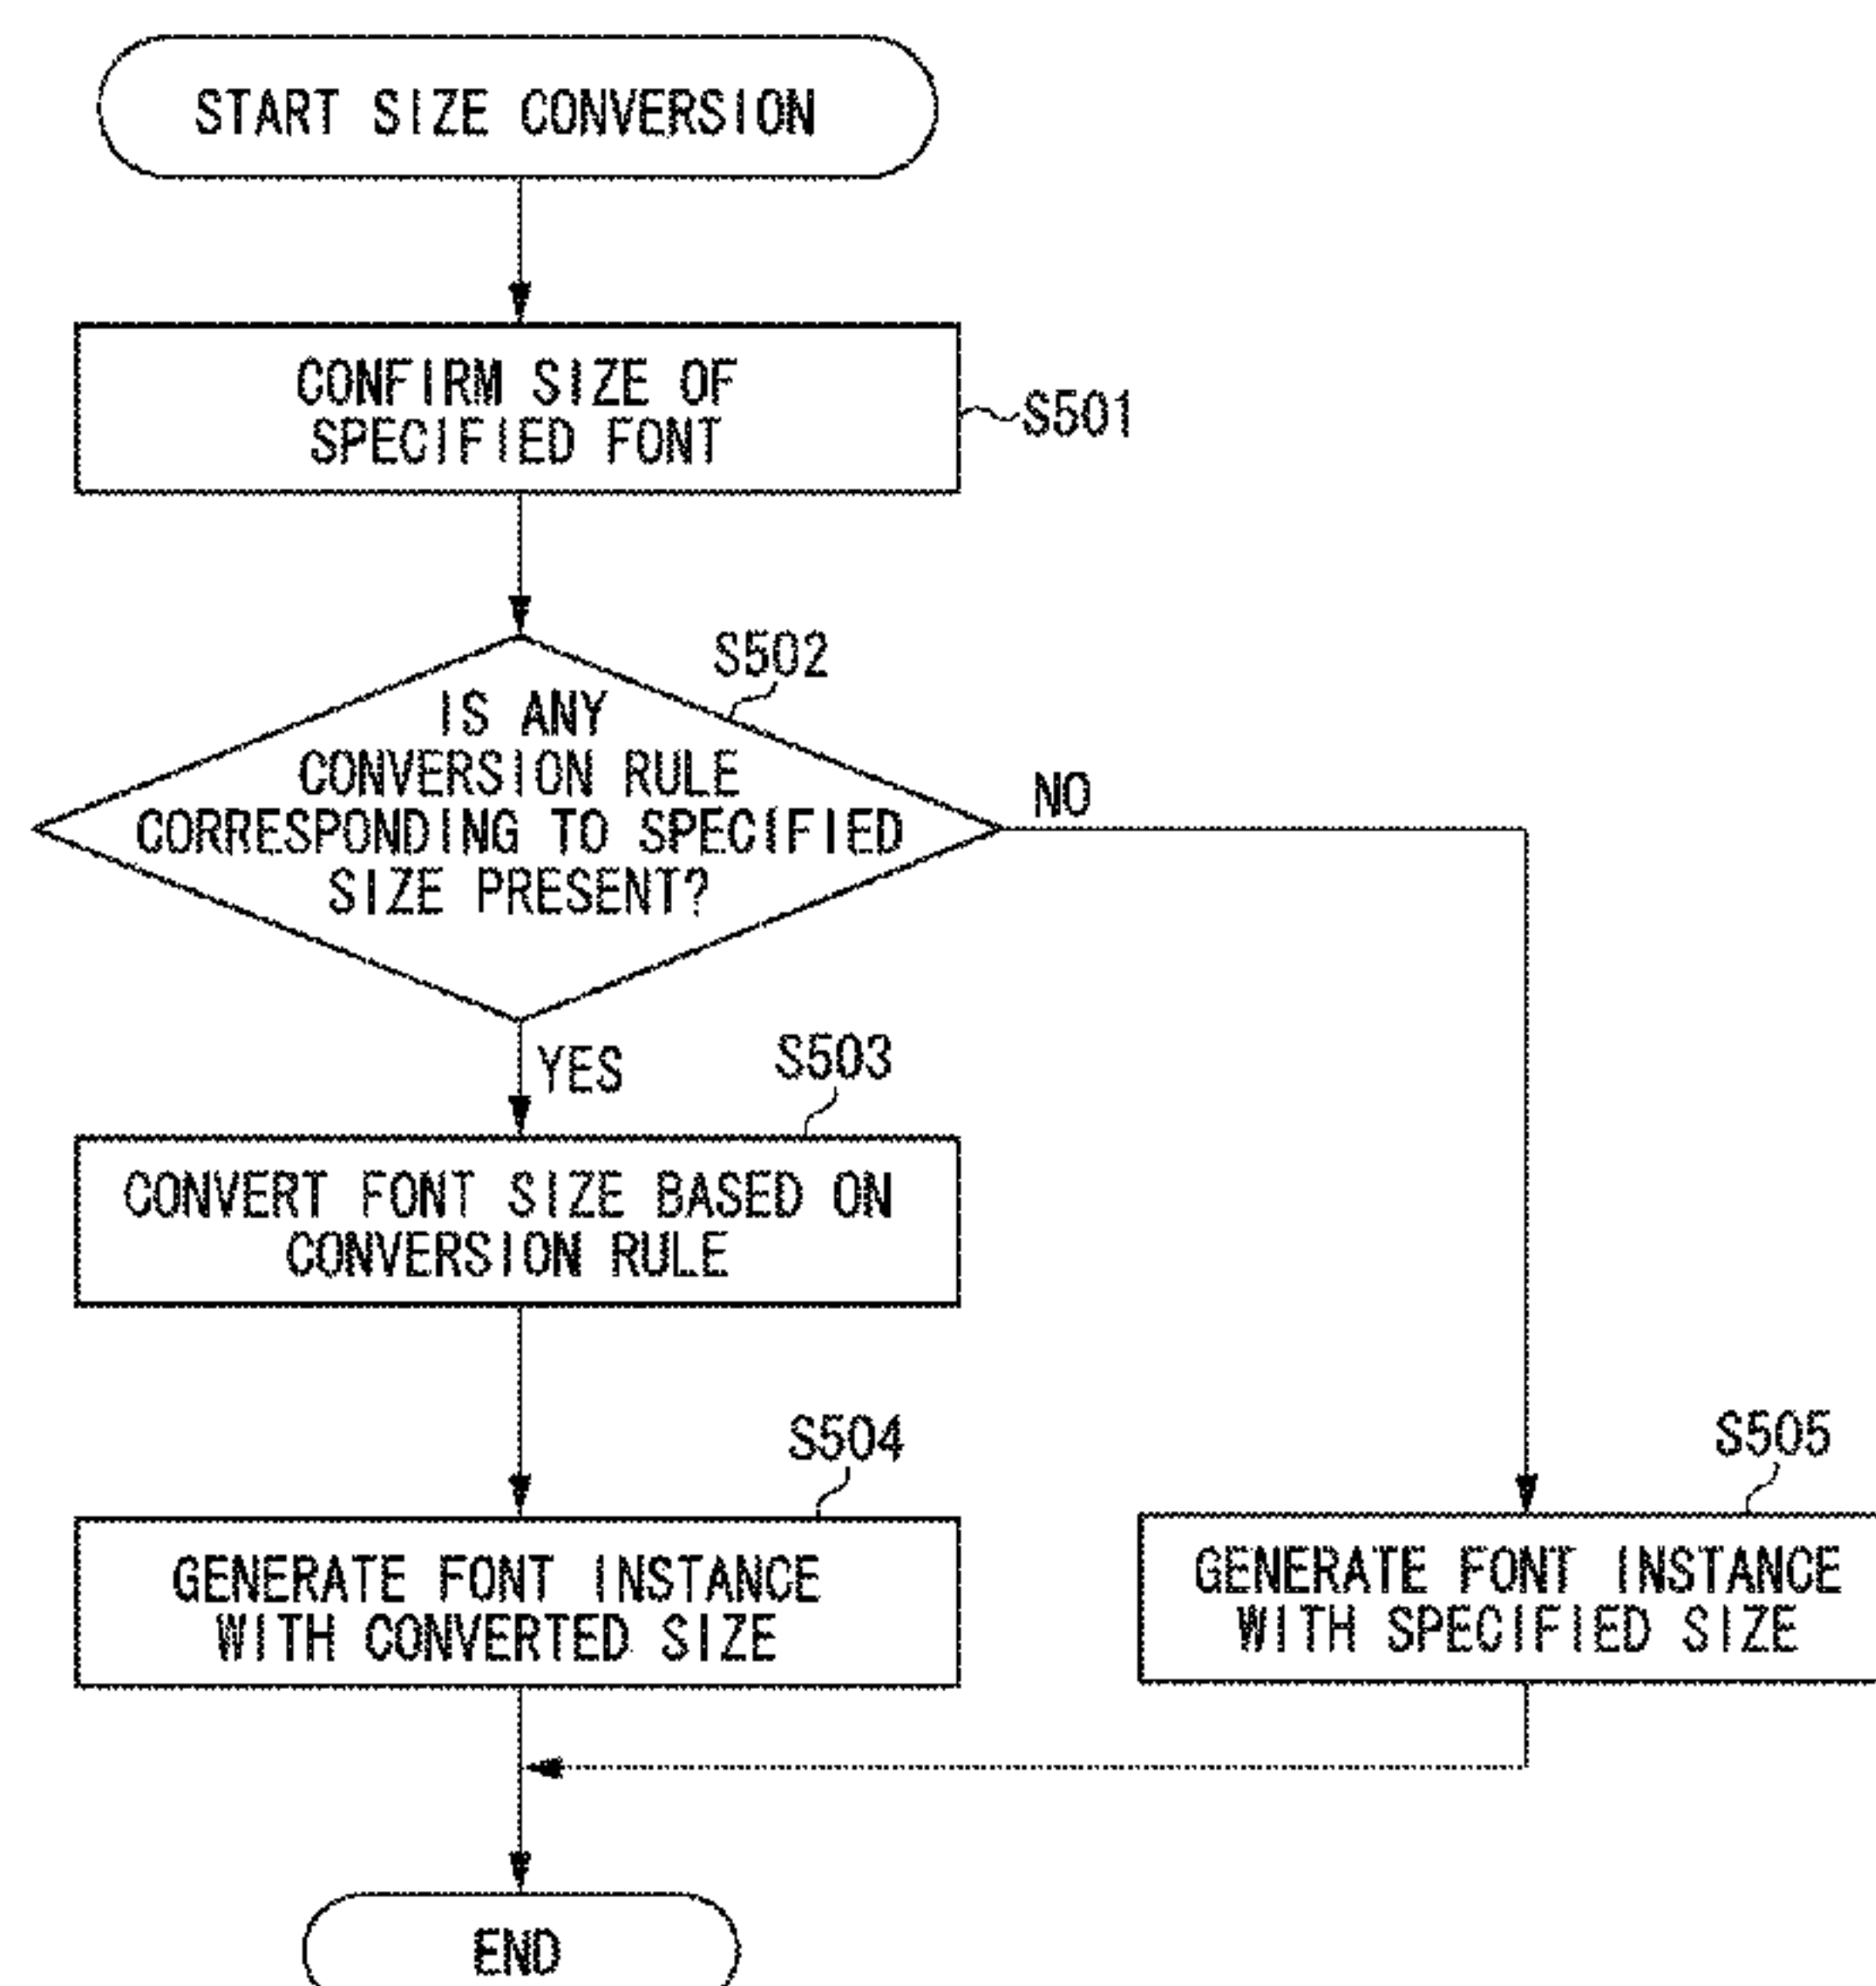 START SIZE CONVERSION
CONFIRM SIZE OF
SPECIFIED FONT
S501
S502
IS ANY
CONVERSION RULE
CORRESPONDING TO SPECIFIED
SIZE PRESENT?
NO
YES
S503
CONVERT FONT SIZE BASED ON
CONVERSION RULE
S504
GENERATE FONT INSTANCE
WITH CONVERTED SIZE
S505
GENERATE FONT INSTANCE
WITH SPECIFIED SIZE
END